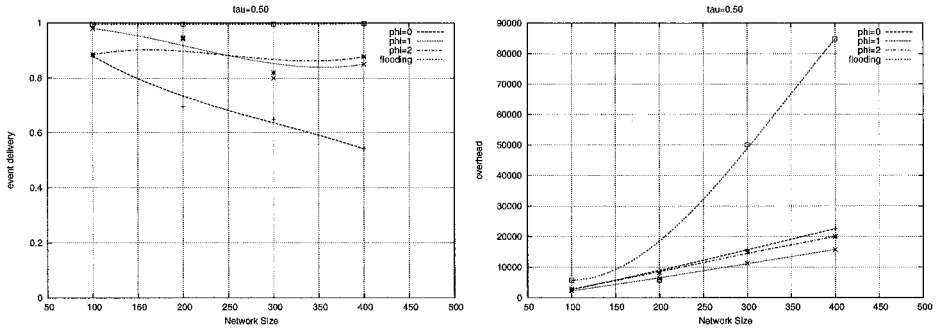 tau=0.50
1
0.8
0.6
0.4
0.2
0
event delivery
phi=0
phi=1
phi=2
flooding
50 100 150 200 250 300 350 400 450 500
Network Size
tau=0.50
90000
80000
70000
60000
50000
40000
30000
20000
10000
0
overhead
phi=0
phi=1
phi=2
flooding
50 100 150 200 250 300 350 400 450 500
Network Size